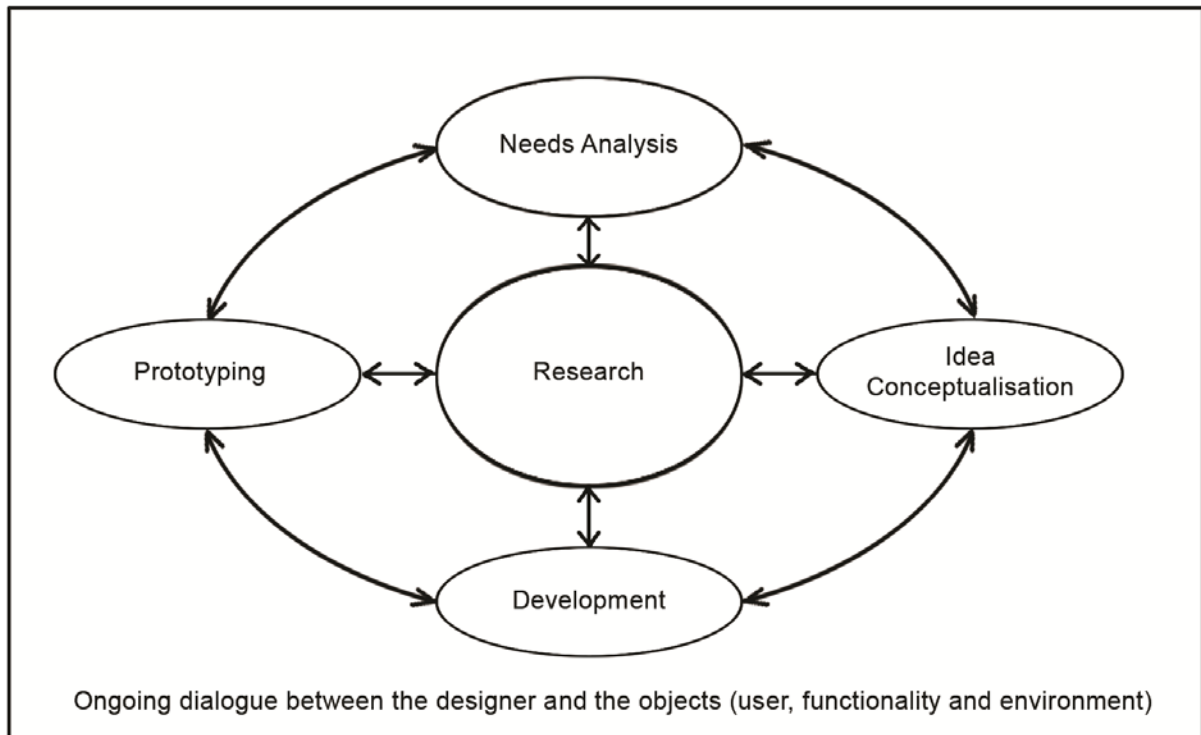 Needs Analysis
Prototyping
Research
Idea
Conceptualisation
Development
Ongoing dialogue between the designer and the objects (user, functionality and environment)